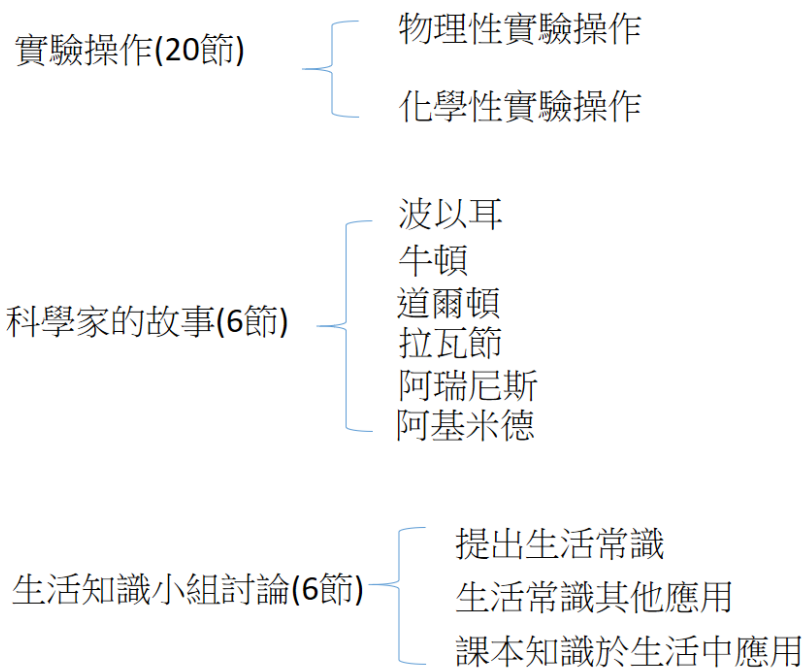 實驗操作(20節)
物理性實驗操作
化學性實驗操作
科學家的故事(6節)
波以耳
牛頓
道爾頓
拉瓦節
阿瑞尼斯
阿基米德
生活知識小組討論(6節)
提出生活常識
生活常識其他應用
課本知識於生活中應用